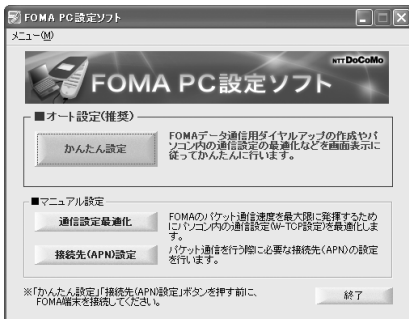 FOMA PC設定ソフト
メニュー(M)
NTT DoCoMo
FOMA PC設定ソフト
■オート設定(推奨)
かんたん設定
FOMAデータ通信用ダイヤルアップの作成やパ
ソコン内の通信設定の最適化などを画面表示に
従ってかんたんに行います。
■マニュアル設定
通信設定最適化
FOMAのパケット通信速度を最大限に発揮するため
にパソコン内の通信設定(W-TCP設定)を最適化しま
す。
接続先(APN)設定
パケット通信を行う際に必要な接続先(APN)の設定
を行います。
※「かんたん設定」「接続先(APN)設定」ボタンを押す前に、
FOMA端末を接続してください。
終了